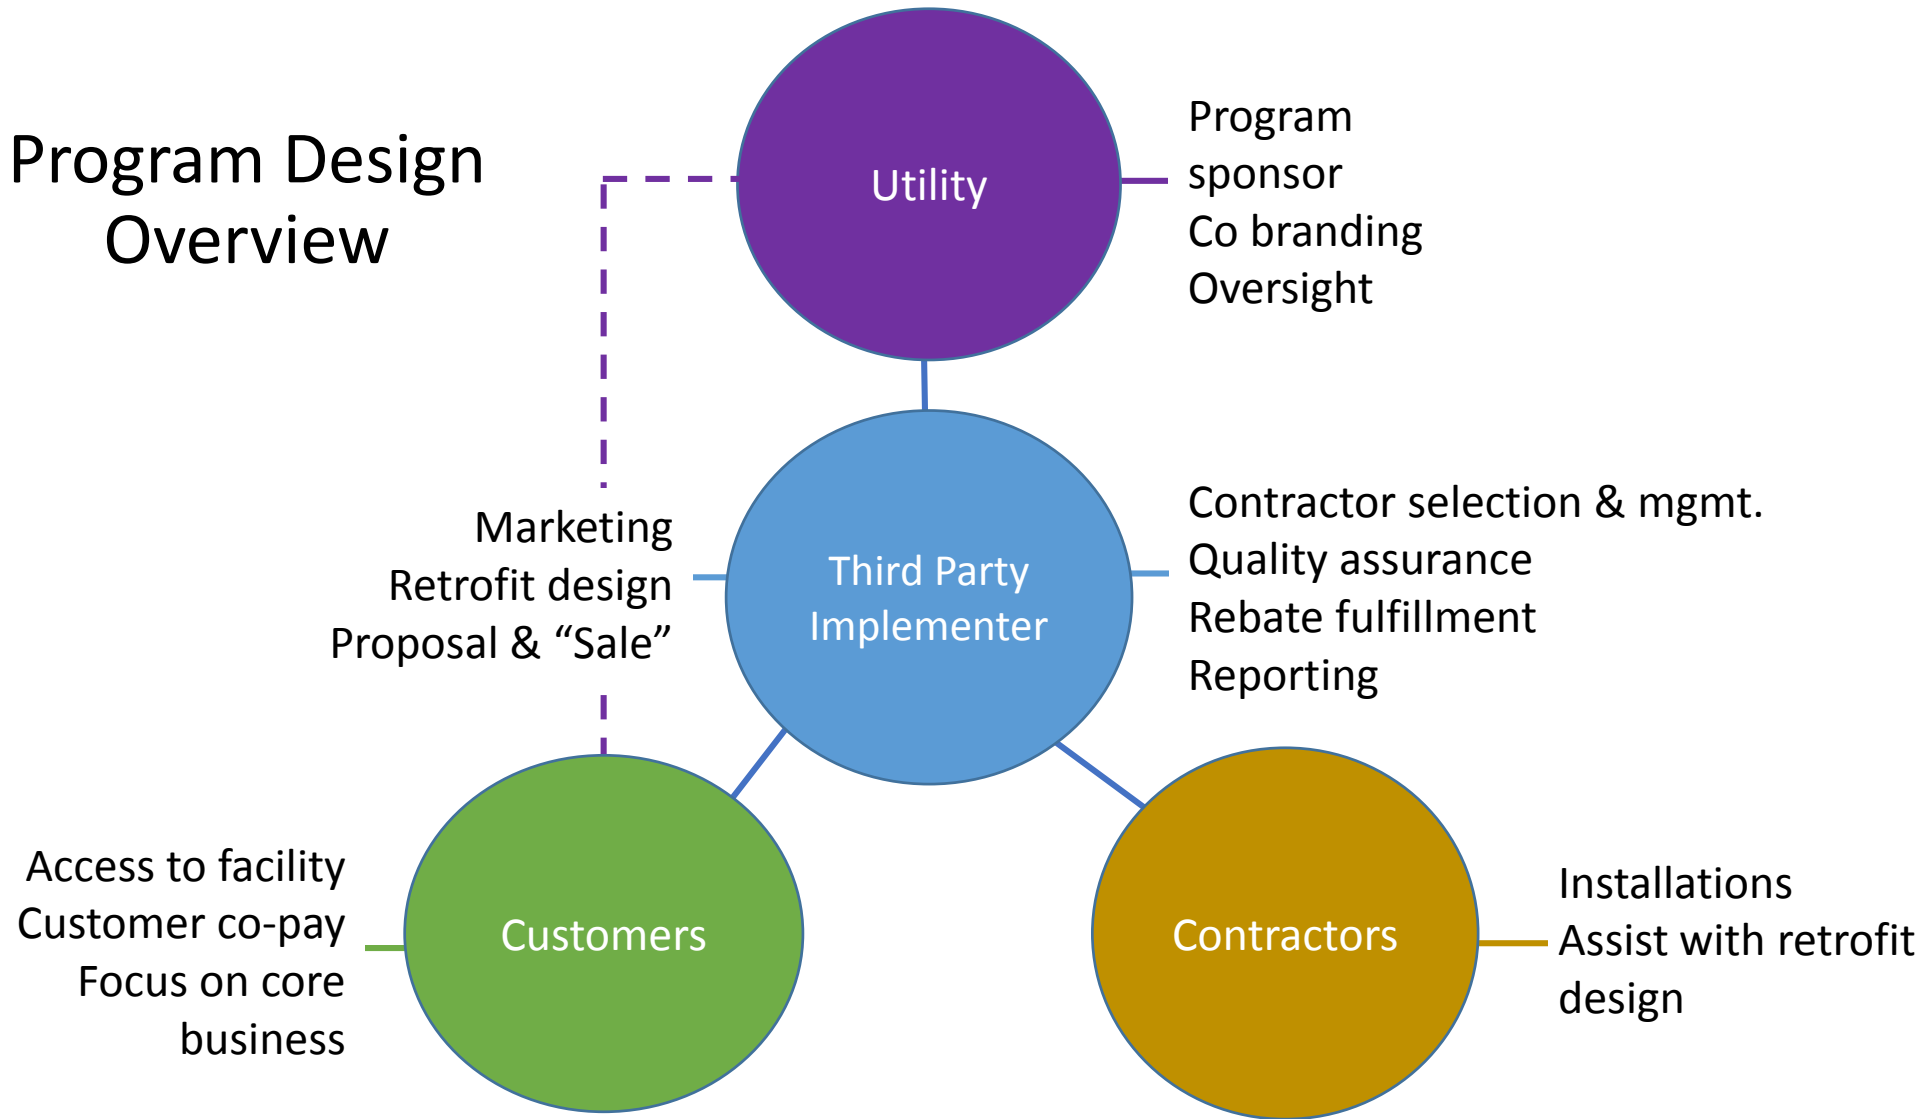 Program Design
Overview
Utility
Program
sponsor
Co branding
Oversight
Marketing
Retrofit design
Proposal & “Sale”
Third Party
Implementer
Contractor selection & mgmt.
Quality assurance
Rebate fulfillment
Reporting
Access to facility
Customer co-pay
Focus on core
business
Customers
Contractors
Installations
Assist with retrofit
design